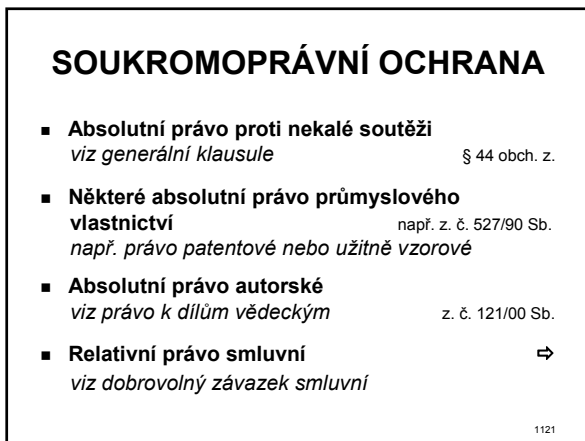 SOUKROMOPRÁVNÍ OCHRANA
▪ Absolutní právo proti nekalé soutěži
viz generální klausule § 44 obch. z.
▪ Některé absolutní právo průmyslového
vlastnictví např. z. č. 527/90 Sb.
např. právo patentové nebo užitně vzorové
▪ Absolutní právo autorské
viz právo k dílům vědeckým z. č. 121/00 Sb.
▪ Relativní právo smluvní ⇨
viz dobrovolný závazek smluvní
1121